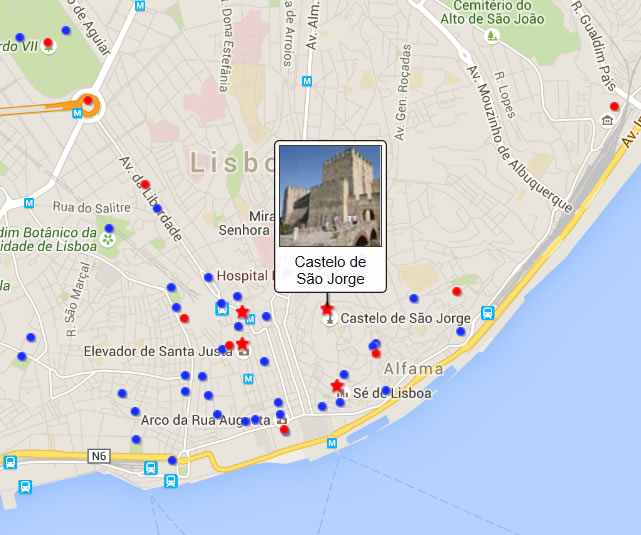 Cemitério do
Alto de São João
R. Gualdim Pais
R. Dona Estefânia
R. de Arroios
Av. Alm.
de Aguiar
rdo VII
Av. Gen. Roçadas
R. Lopes
Av. Mouzinho de Albuquerque
Av. In
Lisbo
Av. da Liberdade
Rua do Salitre
Mira
Senhora
dim Botânico da
idade de Lisboa
R. São Marçal
la
Hospital
Castelo de
São Jorge
Castelo de São Jorge
Elevador de Santa Justa
Alfama
Sé de Lisboa
Arco da Rua Augusta
N6
M
M
M
M
M
M